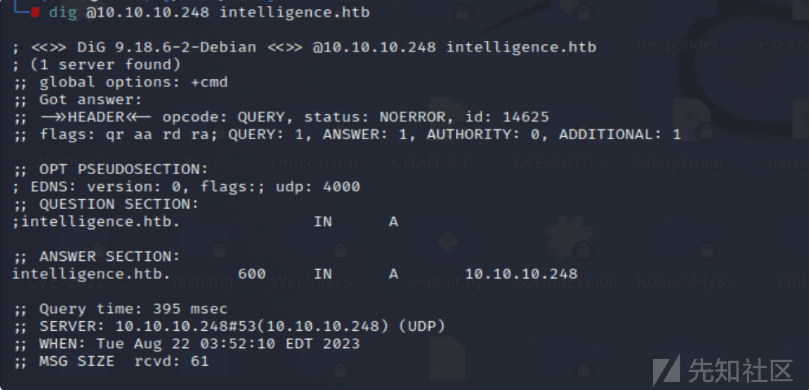 └─# dig @10.10.10.248 intelligence.htb
; <<>> DiG 9.18.6-2-Debian <<>> @10.10.10.248 intelligence.htb
; (1 server found)
;; global options: +cmd
;; Got answer:
;; ->>HEADER<<- opcode: QUERY, status: NOERROR, id: 14625
;; flags: qr aa rd ra; QUERY: 1, ANSWER: 1, AUTHORITY: 0, ADDITIONAL: 1
;; OPT PSEUDOSECTION:
; EDNS: version: 0, flags:; udp: 4000
;; QUESTION SECTION:
;intelligence.htb. IN A
;; ANSWER SECTION:
intelligence.htb. 600 IN A 10.10.10.248
;; Query time: 395 msec
;; SERVER: 10.10.10.248#53(10.10.10.248) (UDP)
;; WHEN: Tue Aug 22 03:52:10 EDT 2023
;; MSG SIZE rcvd: 61
先知社区